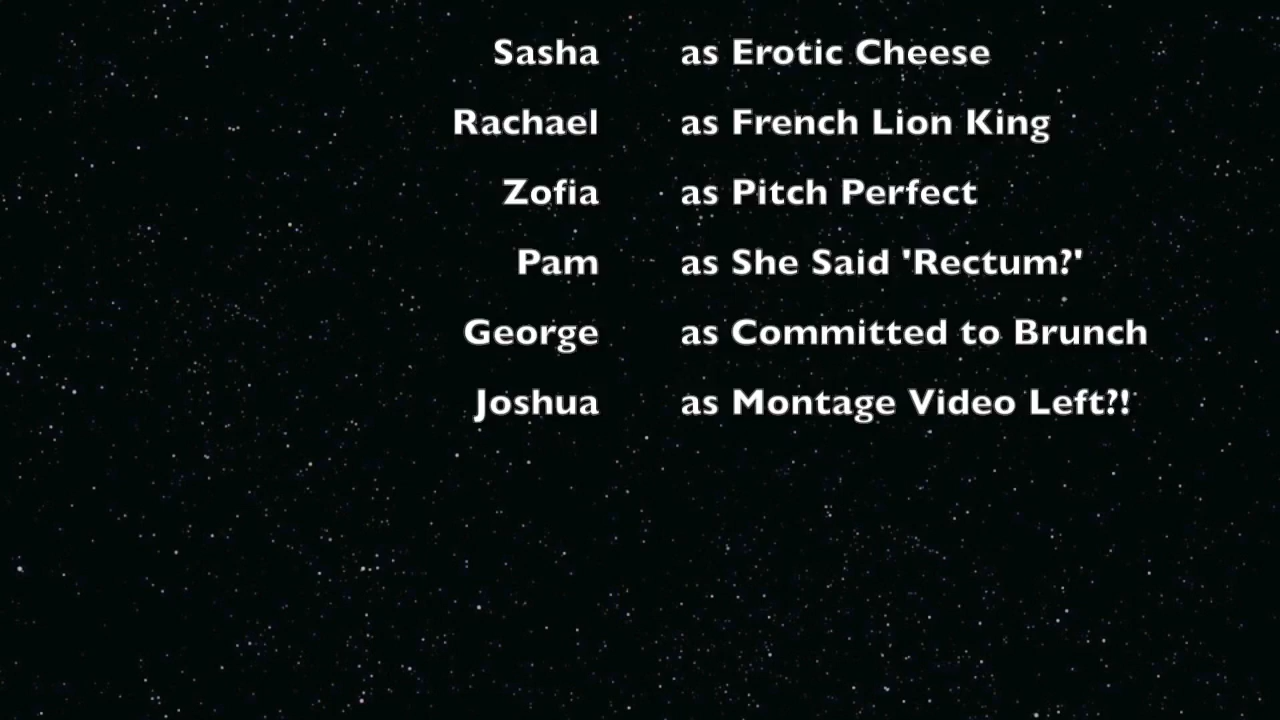 Sasha as Erotic Cheese
Rachael as French Lion King
Zofia as Pitch Perfect
Pam as She Said 'Rectum?'
George as Committed to Brunch
Joshua as Montage Video Left?!